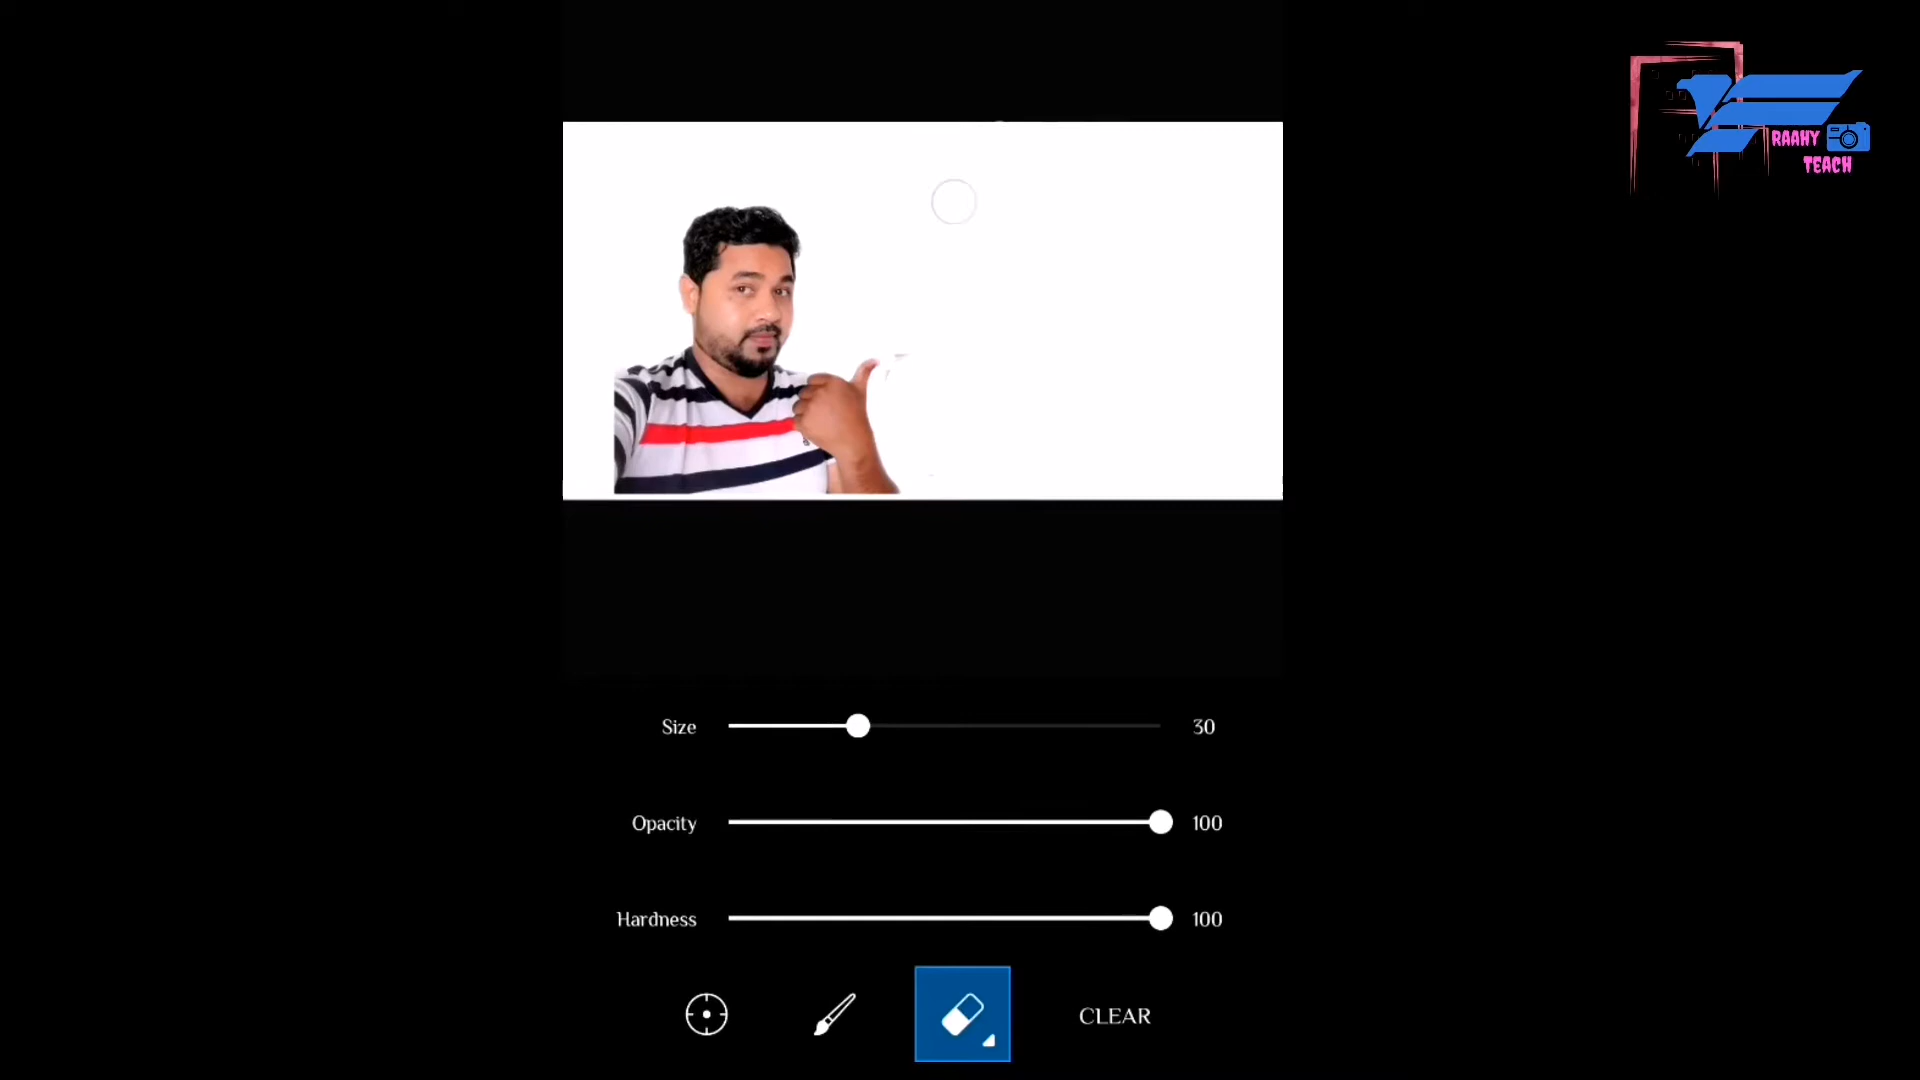 RAAHY
TEACH
Size 30
Opacity 100
Hardness 100
CLEAR